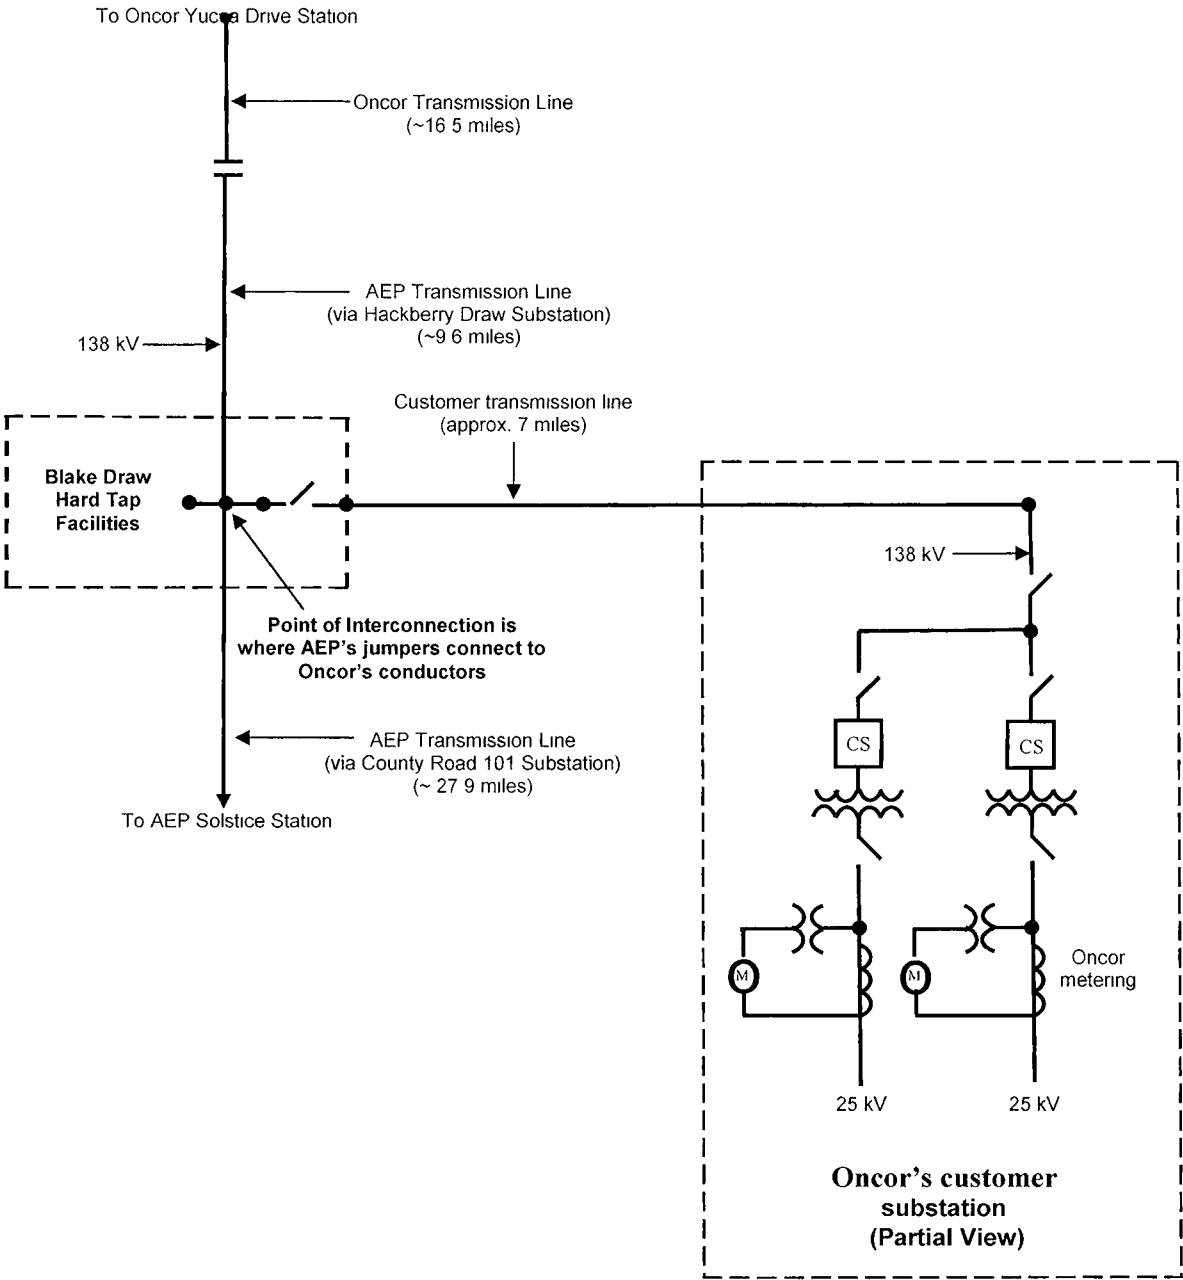 To Oncor Yucca Drive Station
Oncor Transmission Line
(~16 5 miles)
AEP Transmission Line
(via Hackberry Draw Substation)
(~9 6 miles)
138 kV
Customer transmission line
(approx. 7 miles)
Blake Draw
Hard Tap
Facilities
138 kV
Point of Interconnection is
where AEP's jumpers connect to
Oncor's conductors
AEP Transmission Line
(via County Road 101 Substation)
(~ 27 9 miles)
To AEP Solstice Station
CS
CS
M
M
Oncor
metering
25 kV
25 kV
Oncor's customer
substation
(Partial View)